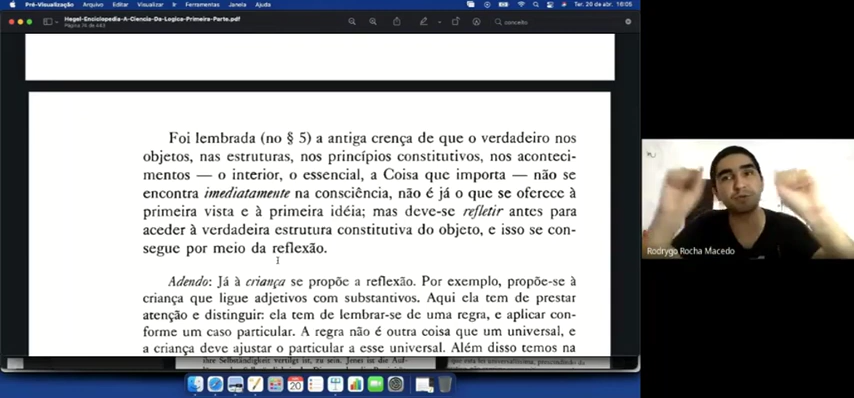 Pré-Visualização Arquivo Editar Visualizar Ir Ferramentas Janela Ajuda
Ter. 20 de abr. 16:05
Hegel-Enciclopedia-A-Ciencia-Da-Logica-Primeira-Parte.pdf
conceito
Foi lembrada (no § 5) a antiga crença de que o verdadeiro nos
objetos, nas estruturas, nos princípios constitutivos, nos aconteci-
mentos — o interior, o essencial, a Coisa que importa — não se
encontra imediatamente na consciência, não é já o que se oferece à
primeira vista e à primeira idéia; mas deve-se refletir antes para
aceder à verdadeira estrutura constitutiva do objeto, e isso se con-
segue por meio da reflexão.
Adendo: Já à criança se propõe a reflexão. Por exemplo, propõe-se à
criança que ligue adjetivos com substantivos. Aqui ela tem de prestar
atenção e distinguir: ela tem de lembrar-se de uma regra, e aplicar con-
forme um caso particular. A regra não é outra coisa que um universal, e
a criança deve ajustar o particular a esse universal. Além disso temos na
20
Rodrygo Rocha Macedo